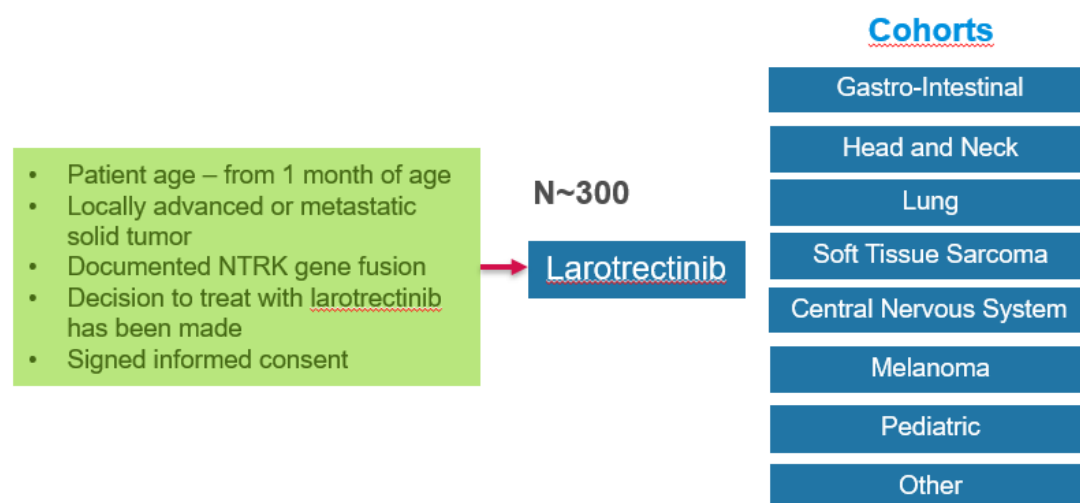 • Patient age – from 1 month of age
• Locally advanced or metastatic
solid tumor
• Documented NTRK gene fusion
• Decision to treat with larotrectinib
has been made
• Signed informed consent
N~300
Larotrectinib
Cohorts
Gastro-Intestinal
Head and Neck
Lung
Soft Tissue Sarcoma
Central Nervous System
Melanoma
Pediatric
Other